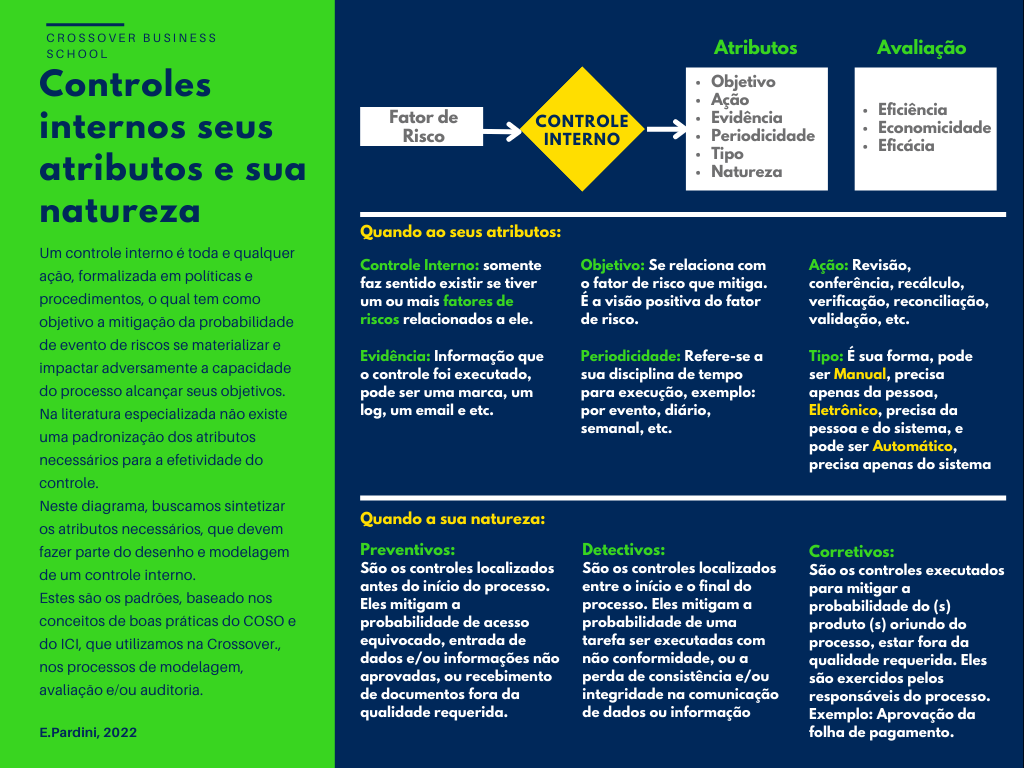 CROSSOVER BUSINESS
SCHOOL
Controles
internos seus
atributos e sua
natureza
Um controle interno é toda e qualquer
ação, formalizada em políticas e
procedimentos, o qual tem como
objetivo a mitigação da probabilidade
de evento de riscos se materializar e
impactar adversamente a capacidade
do processo alcançar seus objetivos.
Na literatura especializada não existe
uma padronização dos atributos
necessários para a efetividade do
controle.
Neste diagrama, buscamos sintetizar
os atributos necessários, que devem
fazer parte do desenho e modelagem
de um controle interno.
Estes são os padrões, baseado nos
conceitos de boas práticas do COSO e
do ICI, que utilizamos na Crossover.,
nos processos de modelagem,
avaliação e/ou auditoria.
E.Pardini, 2022
Fator de
Risco
CONTROLE
INTERNO
Atributos
• Objetivo
• Ação
• Evidência
• Periodicidade
• Tipo
• Natureza
Avaliação
• Eficiência
• Economicidade
• Eficácia
Quando ao seus atributos:
Controle Interno: somente
faz sentido existir se tiver
um ou mais fatores de
riscos relacionados a ele.
Objetivo: Se relaciona com
o fator de risco que mitiga.
É a visão positiva do fator
de risco.
Ação: Revisão,
conferência, recálculo,
verificação, reconciliação,
validação, etc.
Evidência: Informação que
o controle foi executado,
pode ser uma marca, um
log, um email e etc.
Periodicidade: Refere-se a
sua disciplina de tempo
para execução, exemplo:
por evento, diário,
semanal, etc.
Tipo: É sua forma, pode
ser Manual, precisa
apenas da pessoa,
Eletrônico, precisa da
pessoa e do sistema, e
pode ser Automático,
precisa apenas do sistema
Quando a sua natureza:
Preventivos:
São os controles localizados
antes do início do processo.
Eles mitigam a
probabilidade de acesso
equivocado, entrada de
dados e/ou informações não
aprovadas, ou recebimento
de documentos fora da
qualidade requerida.
Detectivos:
São os controles localizados
entre o início e o final do
processo. Eles mitigam a
probabilidade de uma
tarefa ser executadas com
não conformidade, ou a
perda de consistência e/ou
integridade na comunicação
de dados ou informação
Corretivos:
São os controles executados
para mitigar a
probabilidade do (s)
produto (s) oriundo do
processo, estar fora da
qualidade requerida. Eles
são exercidos pelos
responsáveis do processo.
Exemplo: Aprovação da
folha de pagamento.